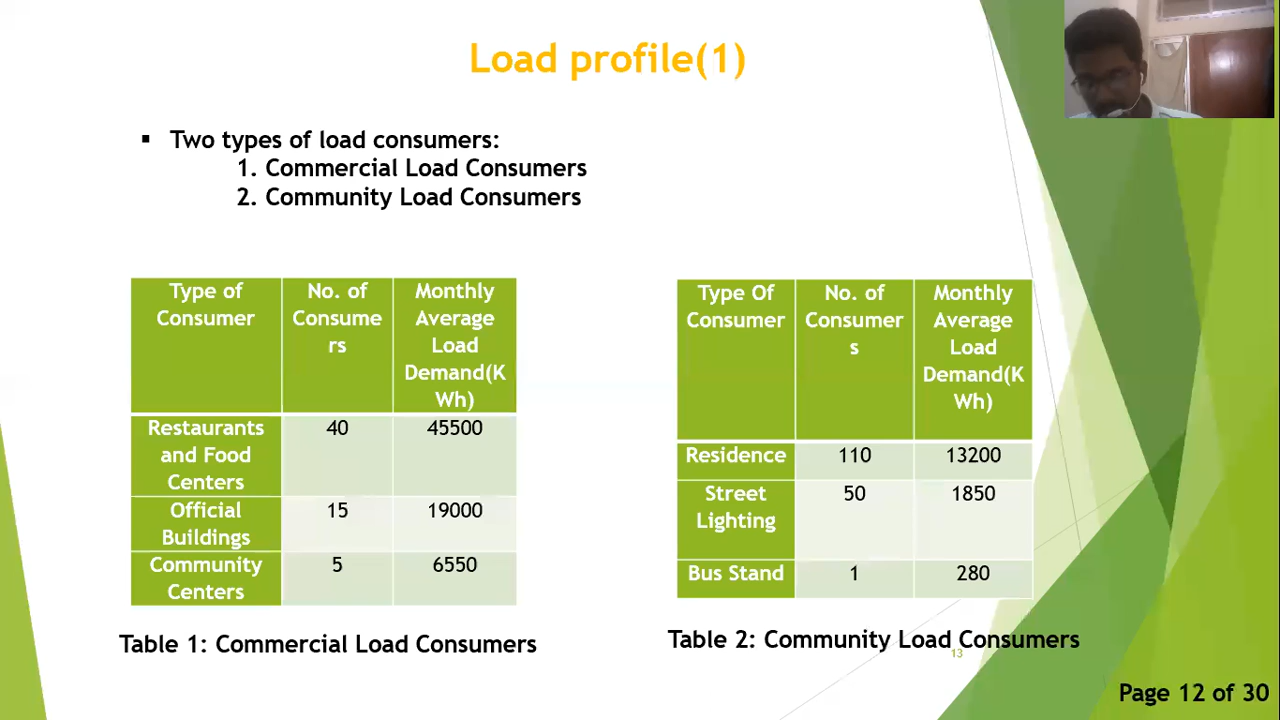 Load profile(1)
▪ Two types of load consumers:
1. Commercial Load Consumers
2. Community Load Consumers
Type of
Consumer
No. of
Consume
rs
Monthly
Average
Load
Demand(K
Wh)
Restaurants
and Food
Centers
40
45500
Official
Buildings
15
19000
Community
Centers
5
6550
Table 1: Commercial Load Consumers
Type Of
Consumer
No. of
Consumer
s
Monthly
Average
Load
Demand(K
Wh)
Residence
110
13200
Street
Lighting
50
1850
Bus Stand
1
280
Table 2: Community Load Consumers
13
Page 12 of 30